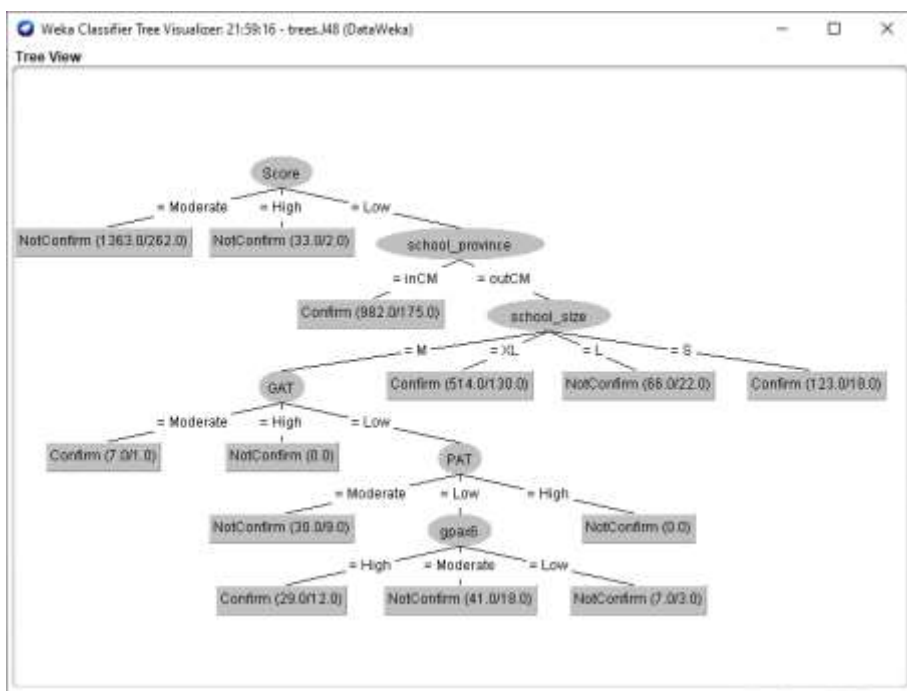 Weka Classifier Tree Visualizer: 21:59:16 - trees.J48 (DataWeka)
Tree View
Score
= Moderate = High = Low
NotConfirm (1363.0/262.0) NotConfirm (33.0/2.0) school_province
= inCM = outCM
Confirm (982.0/175.0) school_size
= M = XL = L = S
GAT Confirm (514.0/130.0) NotConfirm (66.0/22.0) Confirm (123.0/18.0)
= Moderate = High = Low
Confirm (7.0/1.0) NotConfirm (0.0) PAT
= Moderate = Low = High
NotConfirm (30.0/9.0) gpax6 NotConfirm (0.0)
= High = Moderate = Low
Confirm (29.0/12.0) NotConfirm (41.0/18.0) NotConfirm (7.0/3.0)